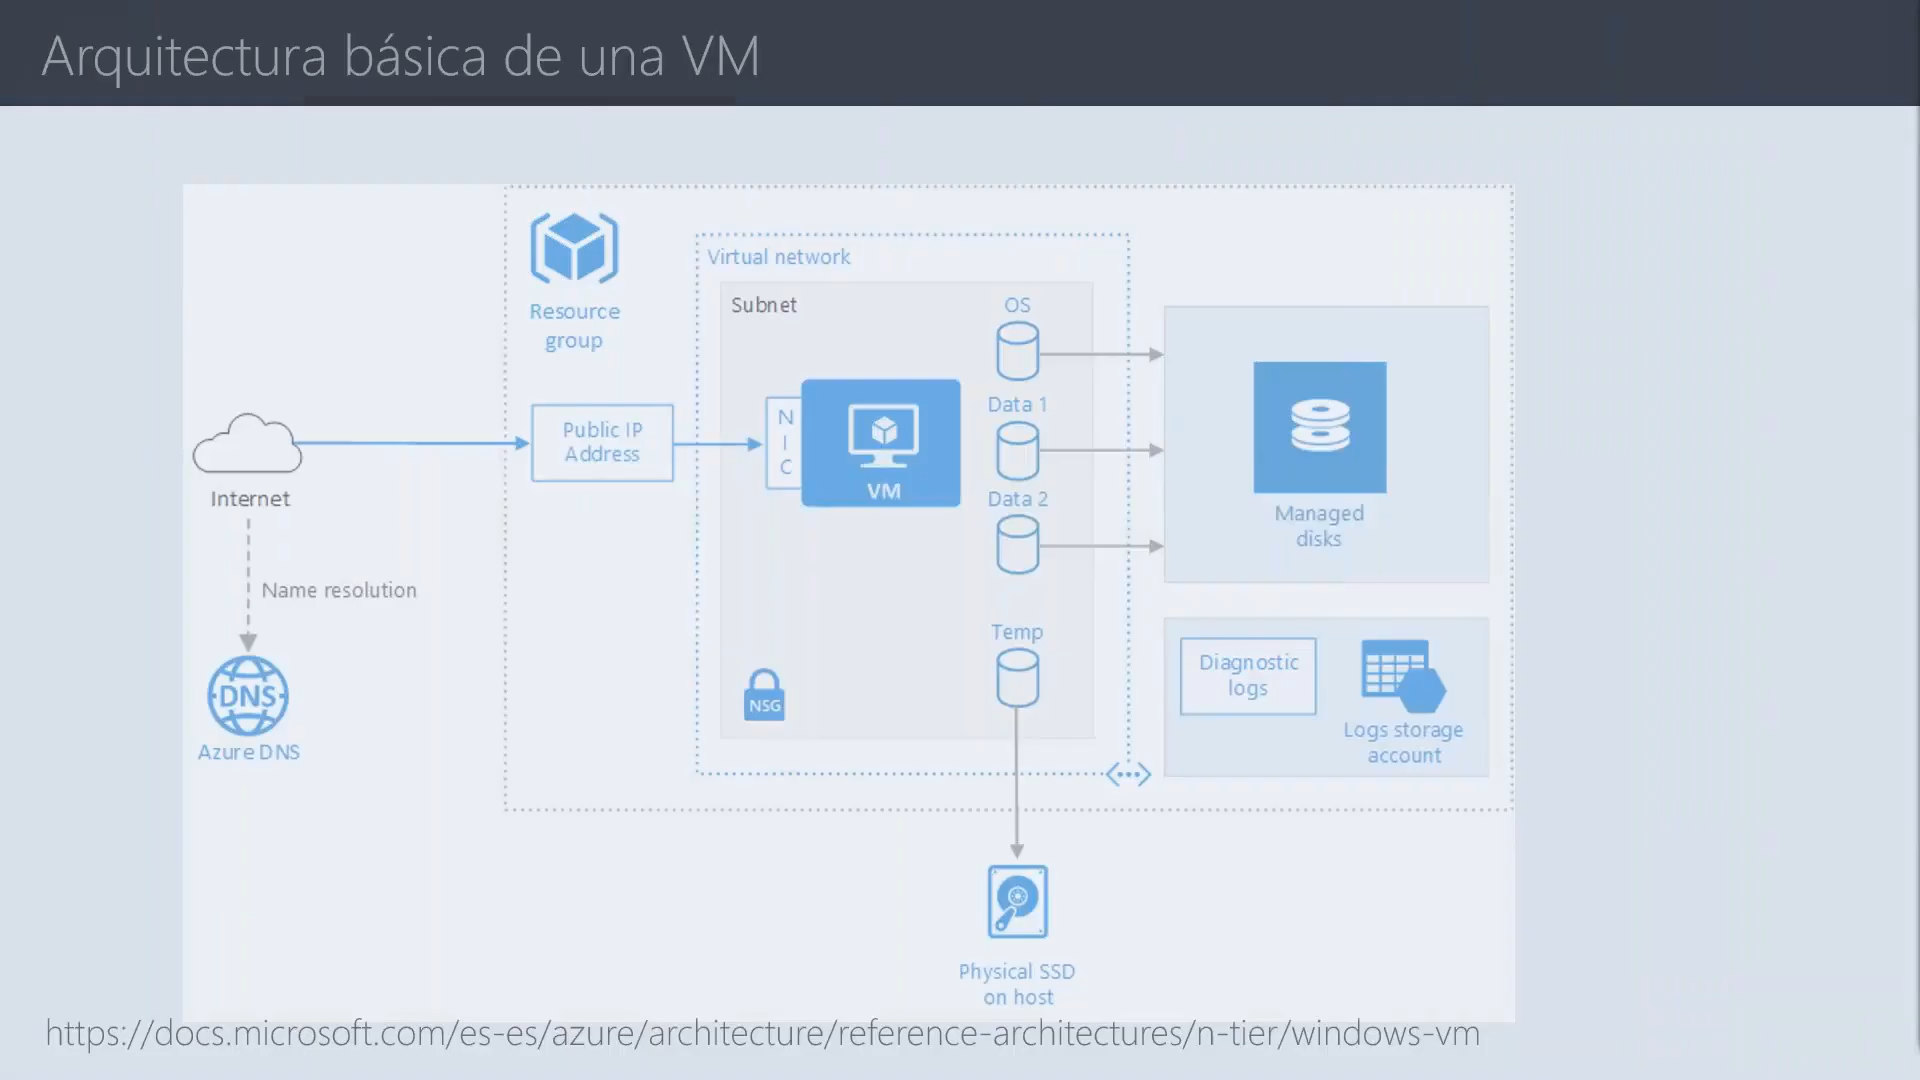 Arquitectura básica de una VM
Resource
group
Virtual network
Subnet
OS
Data 1
Data 2
Temp
Public IP
Address
N
I
C
VM
NSG
Internet
Name resolution
DNS
Azure DNS
Managed
disks
Diagnostic
logs
Logs storage
account
Physical SSD
on host
https://docs.microsoft.com/es-es/azure/architecture/reference-architectures/n-tier/windows-vm